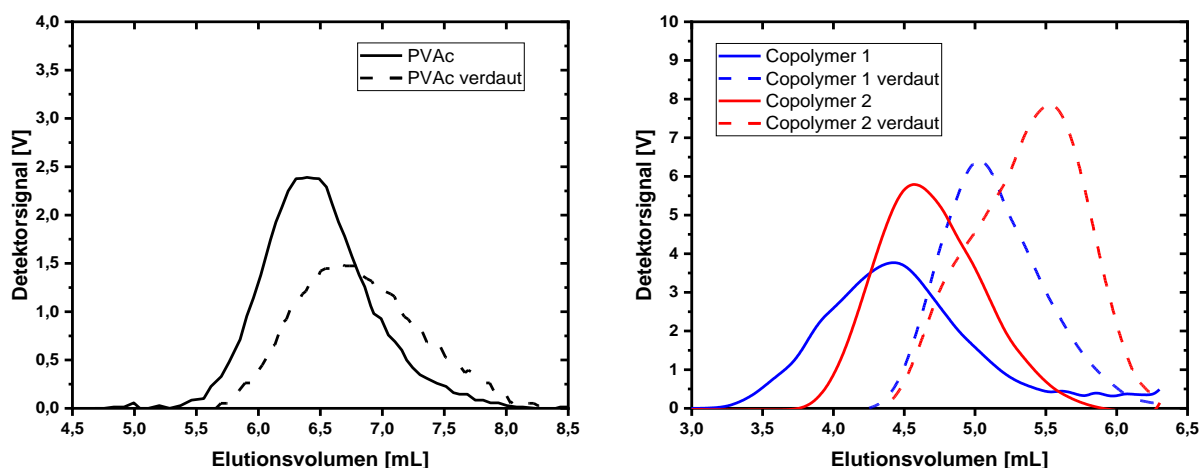 4,0
3,5
3,0
2,5
2,0
1,5
1,0
0,5
0,0
Detektorsignal [V]
PVAc
PVAc verdaut
4,5 5,0 5,5 6,0 6,5 7,0 7,5 8,0 8,5
Elutionsvolumen [mL]
10
9
8
7
6
5
4
3
2
1
0
Detektorsignal [V]
Copolymer 1
Copolymer 1 verdaut
Copolymer 2
Copolymer 2 verdaut
3,0 3,5 4,0 4,5 5,0 5,5 6,0 6,5
Elutionsvolumen [mL]